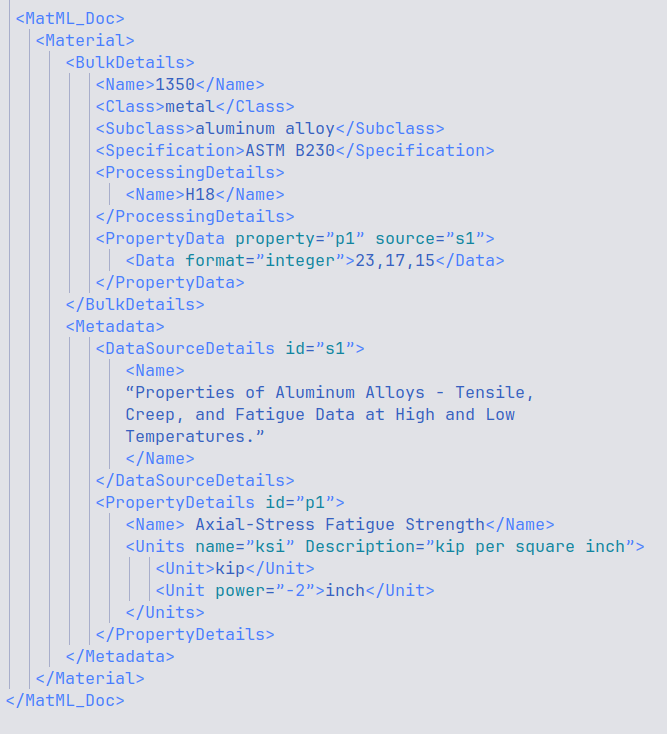 <MatML_Doc>
<Material>
<BulkDetails>
<Name>1350</Name>
<Class>metal</Class>
<Subclass>aluminum alloy</Subclass>
<Specification>ASTM B230</Specification>
<ProcessingDetails>
<Name>H18</Name>
</ProcessingDetails>
<PropertyData property=”p1” source=”s1”>
<Data format=”integer”>23,17,15</Data>
</PropertyData>
</BulkDetails>
<Metadata>
<DataSourceDetails id=”s1”>
<Name>
“Properties of Aluminum Alloys - Tensile,
Creep, and Fatigue Data at High and Low
Temperatures.”
</Name>
</DataSourceDetails>
<PropertyDetails id=”p1”>
<Name> Axial-Stress Fatigue Strength</Name>
<Units name=”ksi” Description=”kip per square inch”>
<Unit>kip</Unit>
<Unit power=”-2”>inch</Unit>
</Units>
</PropertyDetails>
</Metadata>
</Material>
</MatML_Doc>